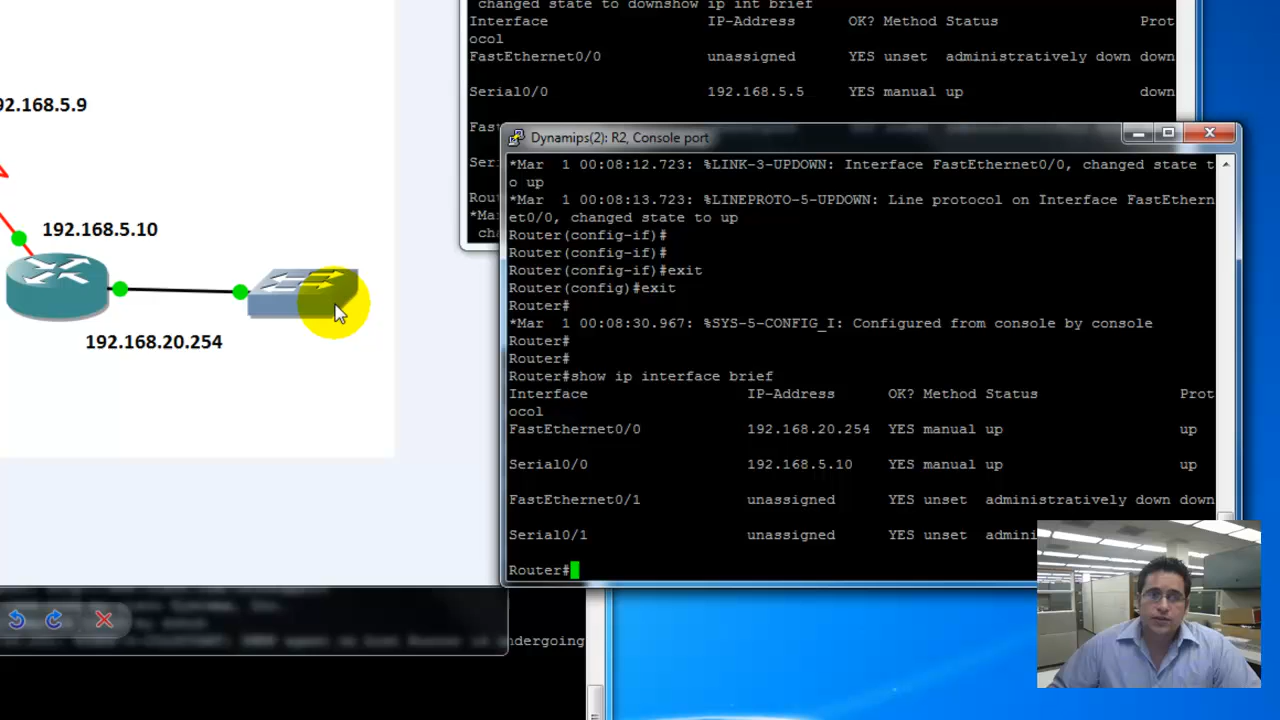 92.168.5.9
192.168.5.10
192.168.20.254
changed state to downshow ip int brief
Interface IP-Address OK? Method Status Prot
ocol
FastEthernet0/0 unassigned YES unset administratively down down
Serial0/0 192.168.5.5 YES manual up down
Fas
Ser
Rou
*Mar
ch
Dynamips(2): R2, Console port
*Mar 1 00:08:12.723: %LINK-3-UPDOWN: Interface FastEthernet0/0, changed state t
o up
*Mar 1 00:08:13.723: %LINEPROTO-5-UPDOWN: Line protocol on Interface FastEthern
et0/0, changed state to up
Router(config-if)#
Router(config-if)#
Router(config-if)#exit
Router(config)#exit
Router#
*Mar 1 00:08:30.967: %SYS-5-CONFIG_I: Configured from console by console
Router#
Router#
Router#show ip interface brief
Interface IP-Address OK? Method Status Prot
ocol
FastEthernet0/0 192.168.20.254 YES manual up up
Serial0/0 192.168.5.10 YES manual up up
FastEthernet0/1 unassigned YES unset administratively down down
Serial0/1 unassigned YES unset admini
Router#
undergoing